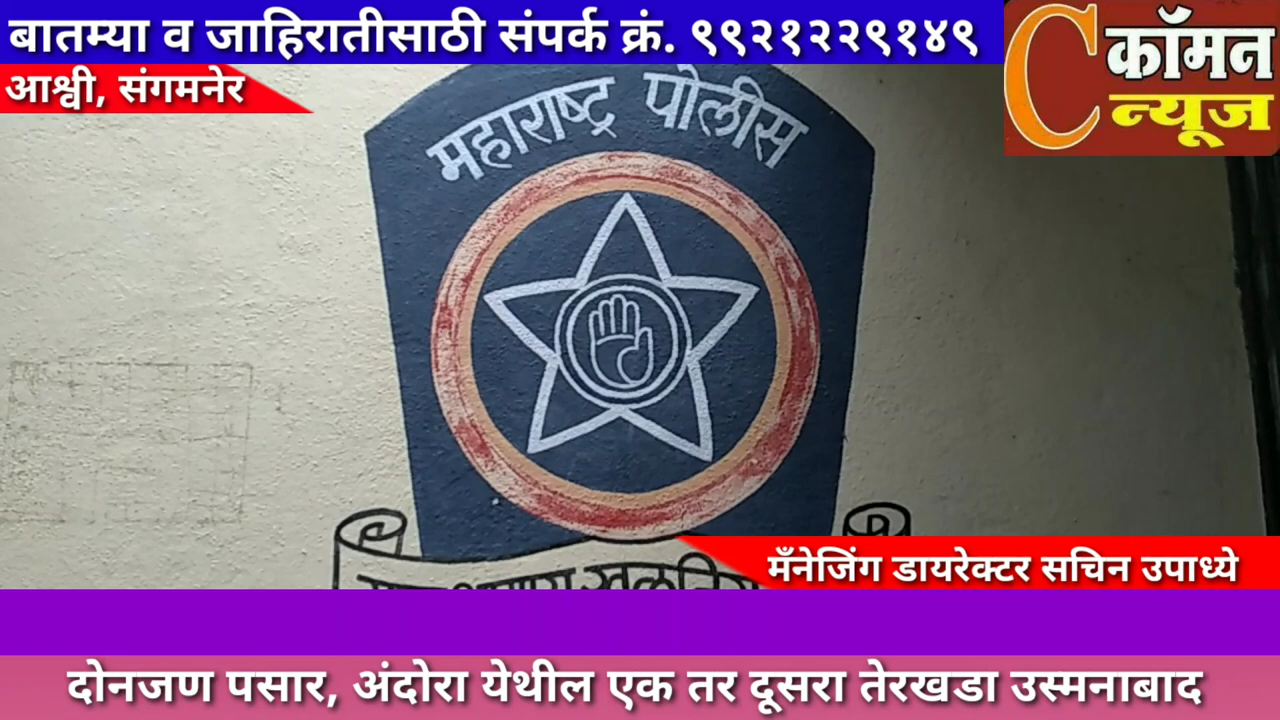 बातम्या व जाहिरातीसाठी संपर्क क्रं. ९९२१२२९१४९
कॉमन
न्यूज
आश्वी, संगमनेर
महाराष्ट्र पोलीस
मँनेजिंग डायरेक्टर सचिन उपाध्ये
दोनजण पसार, अंदोरा येथील एक तर दूसरा तेरखडा उस्मनाबाद